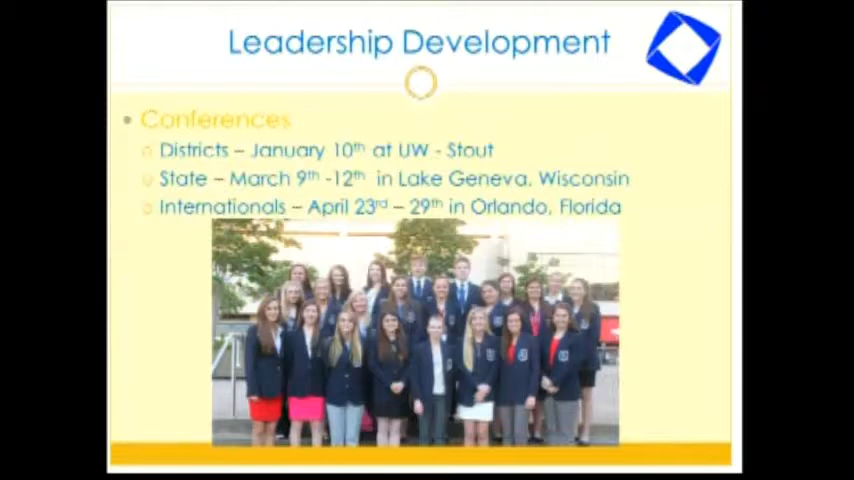 Leadership Development
Conferences
Districts – January 10th at UW - Stout
State – March 9th -12th in Lake Geneva, Wisconsin
Internationals – April 23rd – 29th in Orlando, Florida